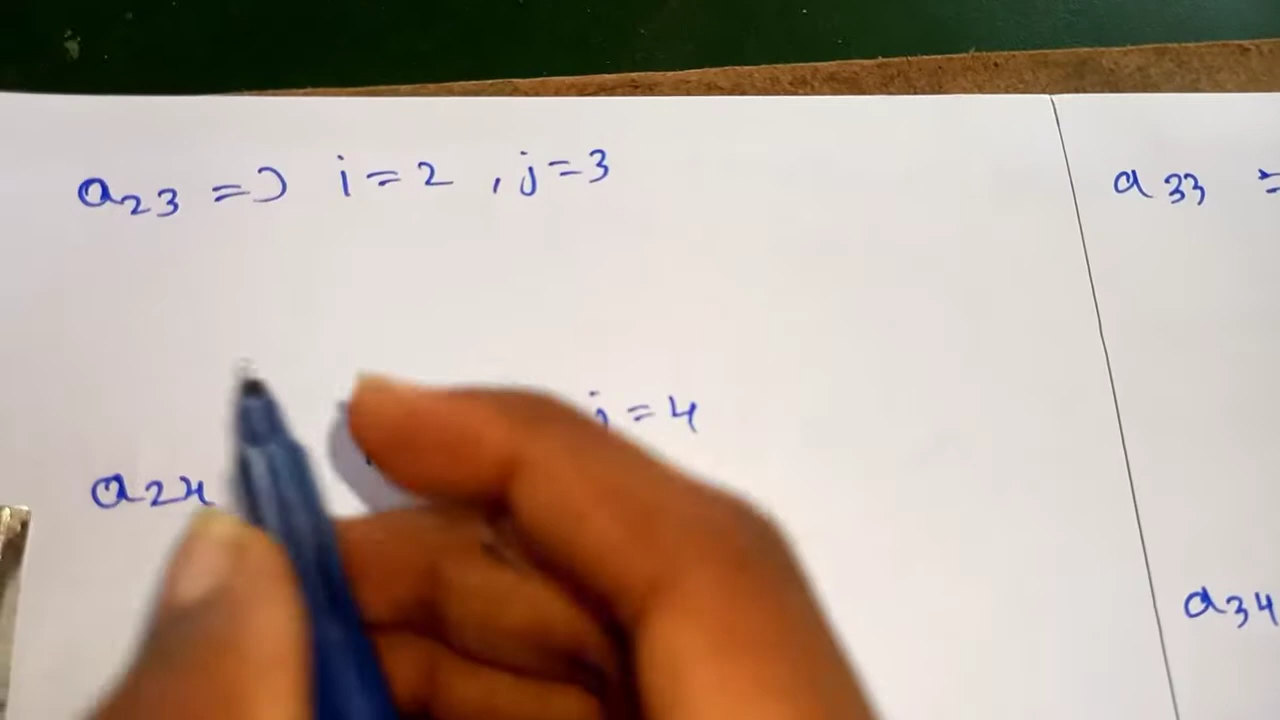 a23 => i=2 , j=3
a24 j=4
a33 =
a34